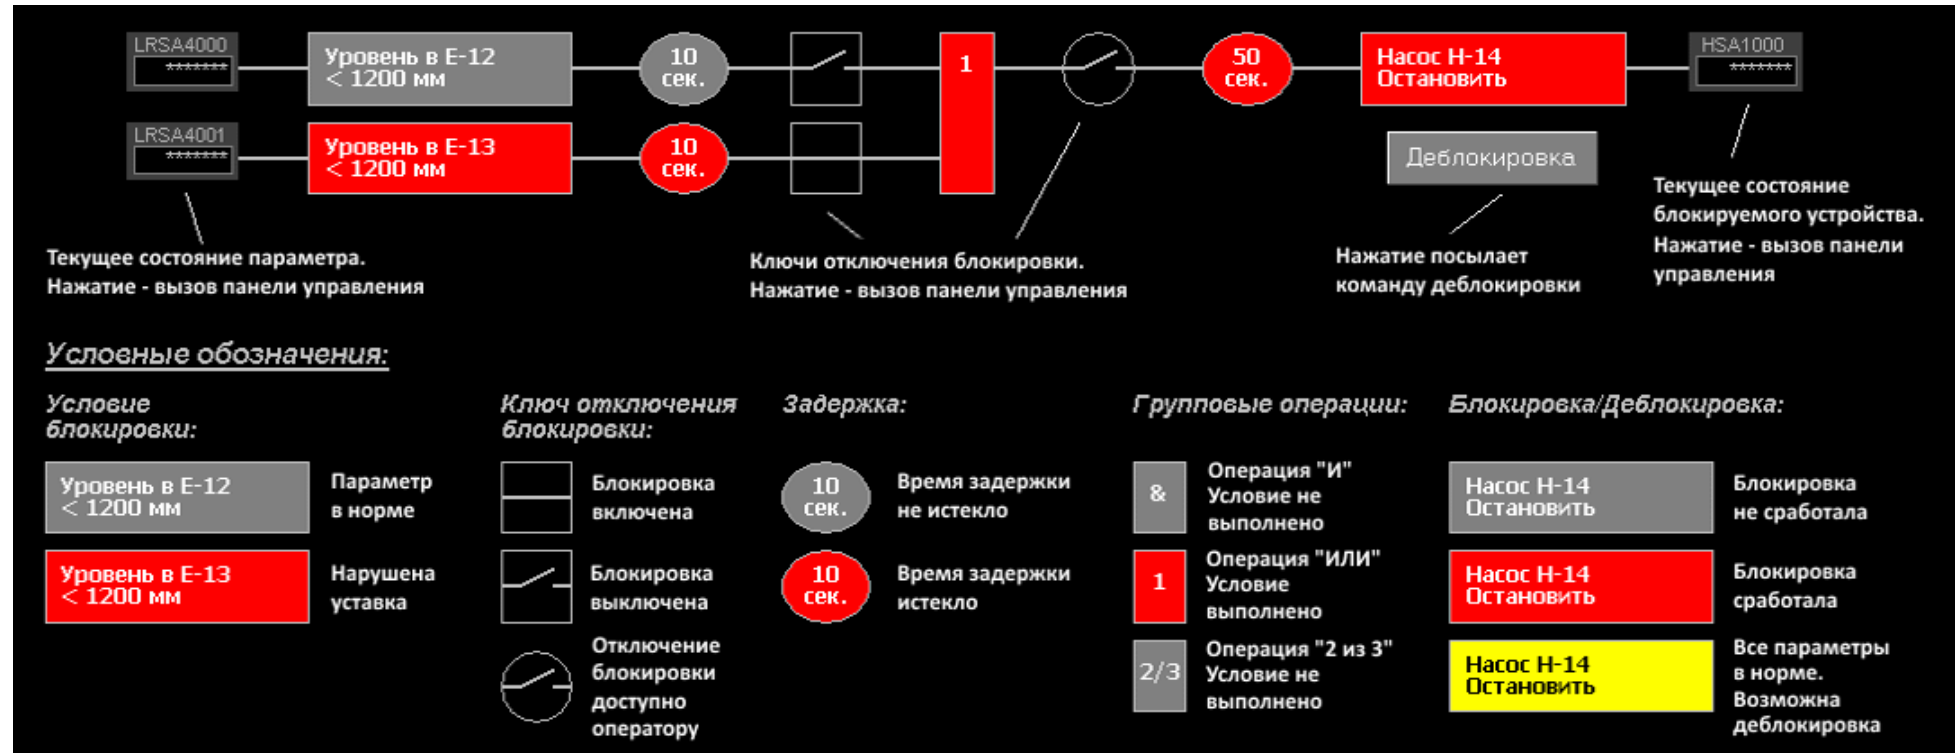 LRSA4000
*******
Уровень в Е-12
< 1200 мм
10
сек.
1
50
сек.
Насос Н-14
Остановить
HSA1000
*******
LRSA4001
*******
Уровень в Е-13
< 1200 мм
10
сек.
Деблокировка
Текущее состояние параметра.
Нажатие - вызов панели управления
Ключи отключения блокировки.
Нажатие - вызов панели управления
Нажатие посылает
команду деблокировки
Текущее состояние
блокируемого устройства.
Нажатие - вызов панели
управления
Условные обозначения:
Условие
блокировки:
Ключ отключения
блокировки:
Задержка:
Групповые операции:
Блокировка/Деблокировка:
Уровень в Е-12
< 1200 мм
Параметр
в норме
Блокировка
включена
10
сек.
Время задержки
не истекло
&
Операция "И"
Условие не
выполнено
Насос Н-14
Остановить
Блокировка
не сработала
Уровень в Е-13
< 1200 мм
Нарушена
уставка
Блокировка
выключена
10
сек.
Время задержки
истекло
1
Операция "ИЛИ"
Условие
выполнено
Насос Н-14
Остановить
Блокировка
сработала
Отключение
блокировки
доступно
оператору
2/3
Операция "2 из 3"
Условие не
выполнено
Насос Н-14
Остановить
Все параметры
в норме.
Возможна
деблокировка